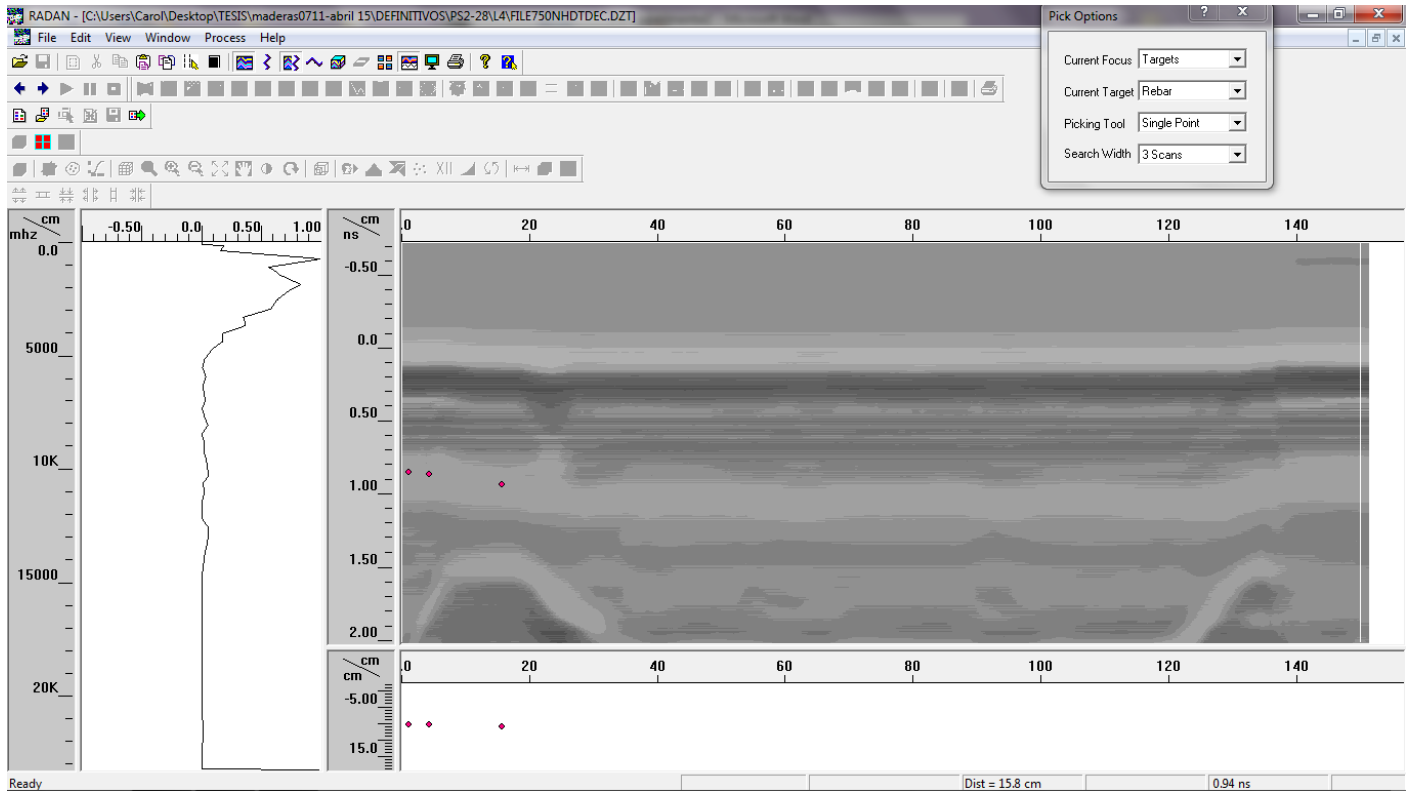 RADAN - [C:\Users\Carol\Desktop\TESIS\maderas0711-abril 15\DEFINITIVOS\PS2-28\L4\FILE750NHDTDEC.DZT]
File Edit View Window Process Help
Pick Options
Current Focus Targets
Current Target Rebar
Picking Tool Single Point
Search Width 3 Scans
XII
cm
mhz
-0.50 0.0 0.50 1.00
0.0
5000
10K
15000
20K
cm
ns
.0 20 40 60 80 100 120 140
-0.50
0.0
0.50
1.00
1.50
2.00
cm
cm
.0 20 40 60 80 100 120 140
-5.00
15.0
Ready Dist = 15.8 cm 0.94 ns